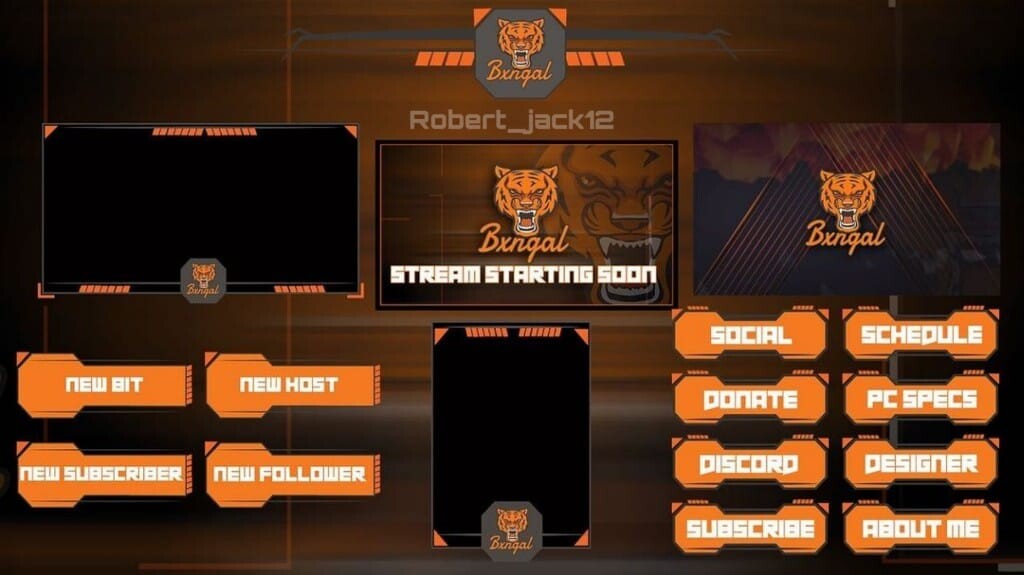 Bxngal
Robert_jack12
Bxngal
STREAM STARTING SOON
Bxngal
Bxngal
NEW BIT
NEW HOST
NEW SUBSCRIBER
NEW FOLLOWER
Bxngal
SOCIAL
SCHEDULE
DONATE
PC SPECS
DISCORD
DESIGNER
SUBSCRIBE
ABOUT ME